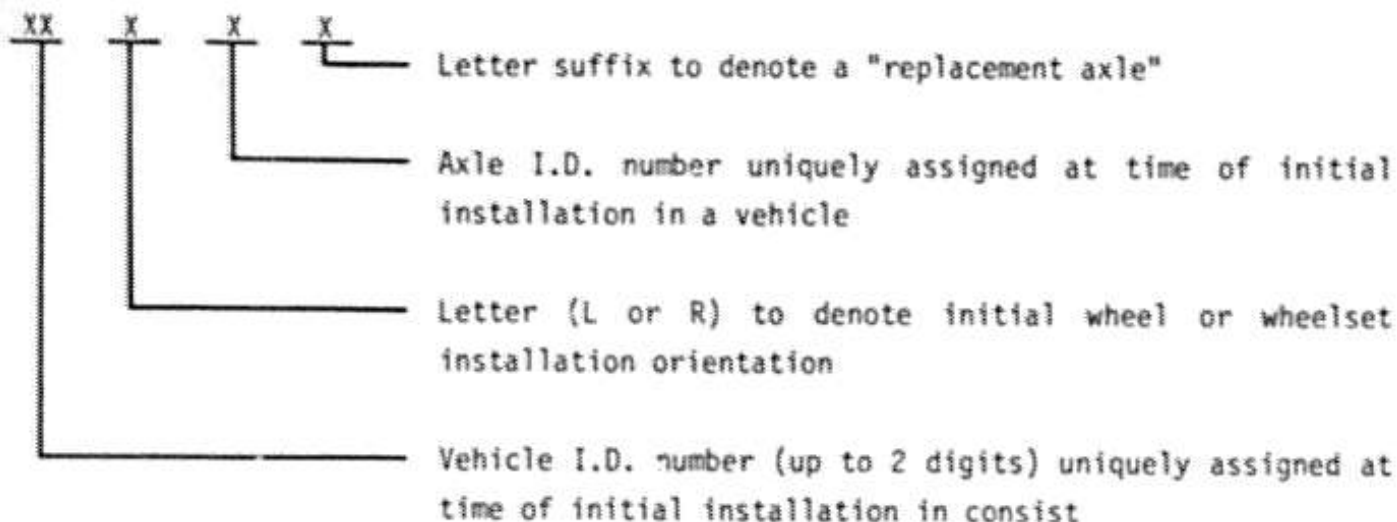 XX X X X
Letter suffix to denote a "replacement axle"
Axle I.D. number uniquely assigned at time of initial
installation in a vehicle
Letter (L or R) to denote initial wheel or wheelset
installation orientation
Vehicle I.D. number (up to 2 digits) uniquely assigned at
time of initial installation in consist